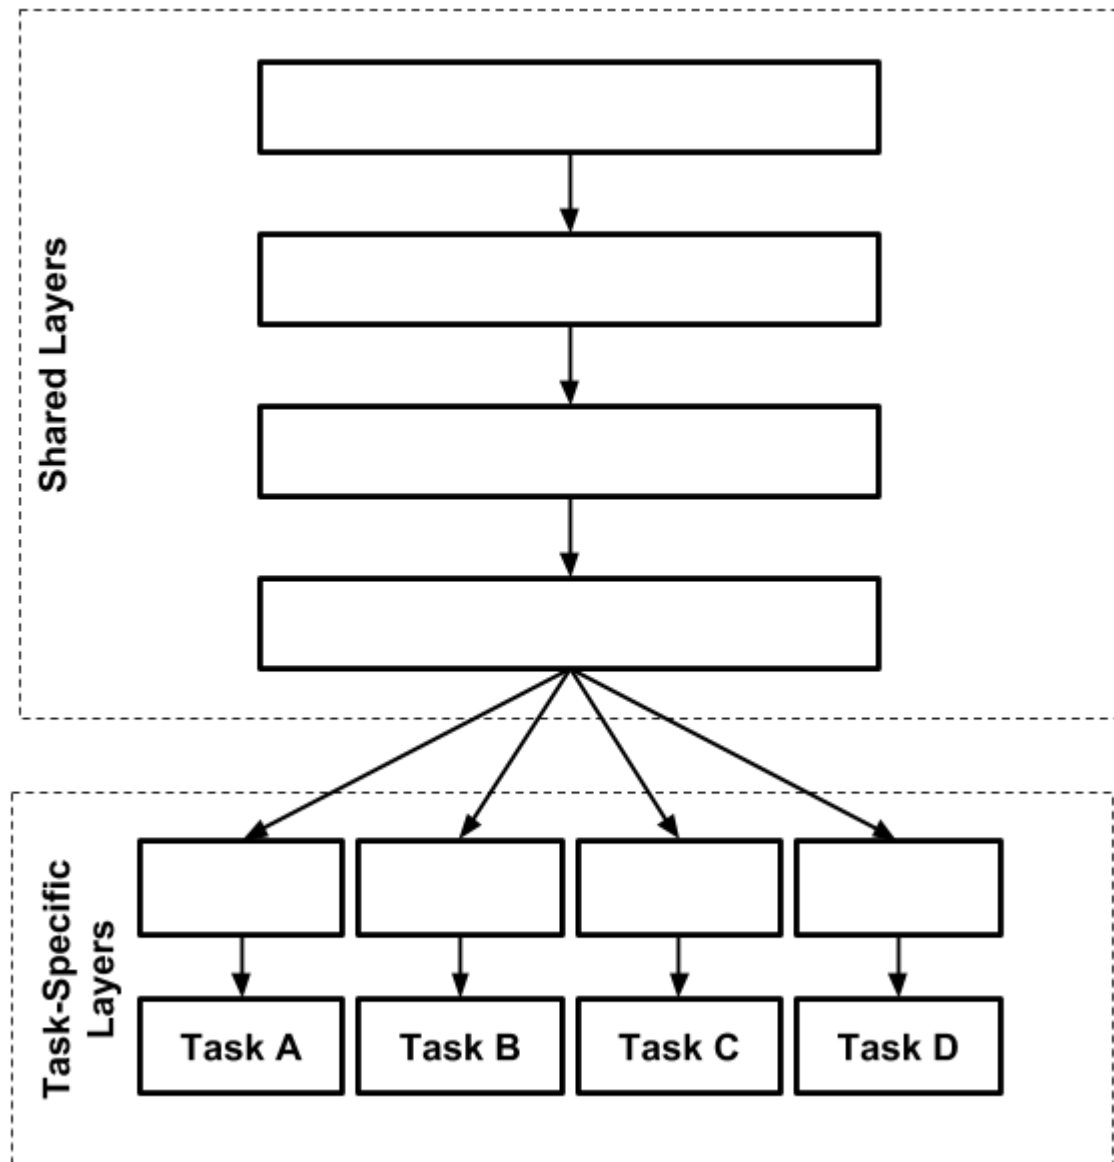 Shared Layers
Task-Specific
Layers
Task A
Task B
Task C
Task D